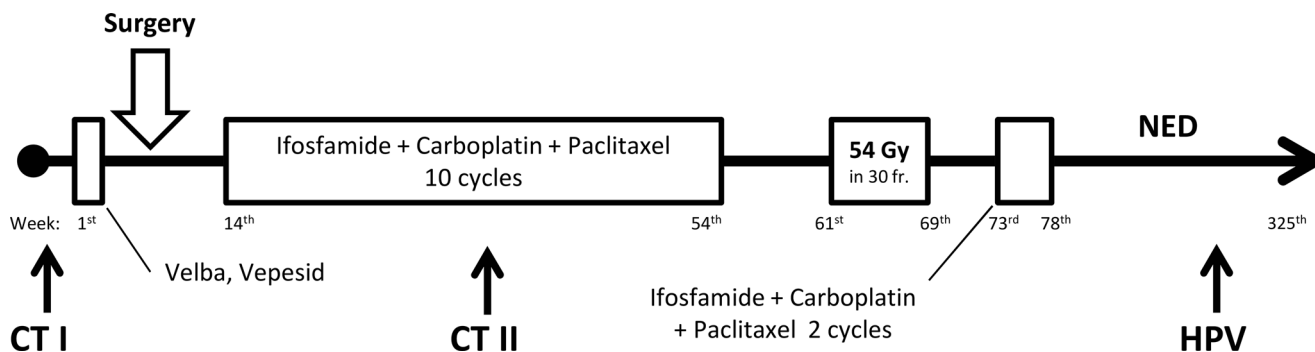 Surgery
Ifosfamide + Carboplatin + Paclitaxel
10 cycles
54 Gy
in 30 fr.
NED
Week: 1st 14th 54th 61st 69th 73rd 78th 325th
Velba, Vepesid
Ifosfamide + Carboplatin
+ Paclitaxel 2 cycles
CT I CT II HPV